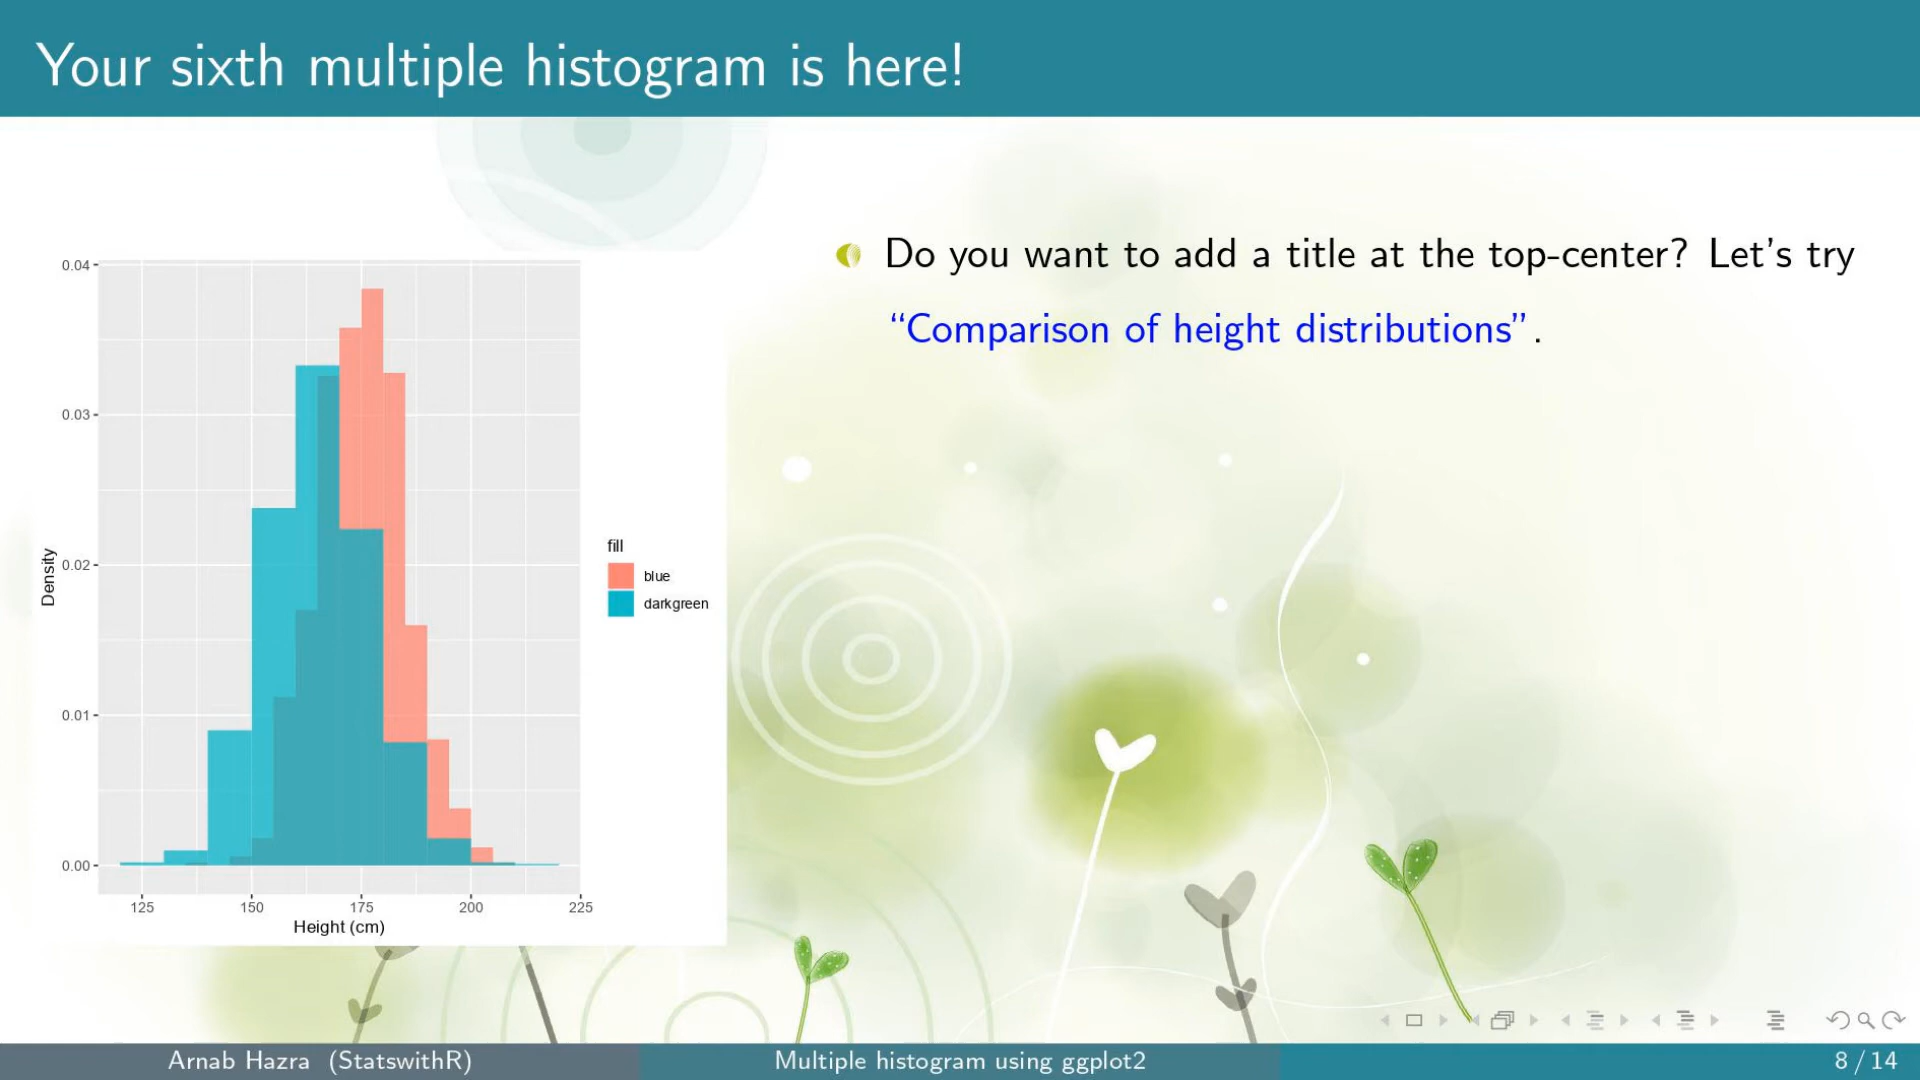 Your sixth multiple histogram is here!
Do you want to add a title at the top-center? Let's try
“Comparison of height distributions”.
0.04
0.03
0.02
0.01
0.00
Density
125 150 175 200 225
Height (cm)
fill
blue
darkgreen
Arnab Hazra (StatswithR) Multiple histogram using ggplot2 8 / 14